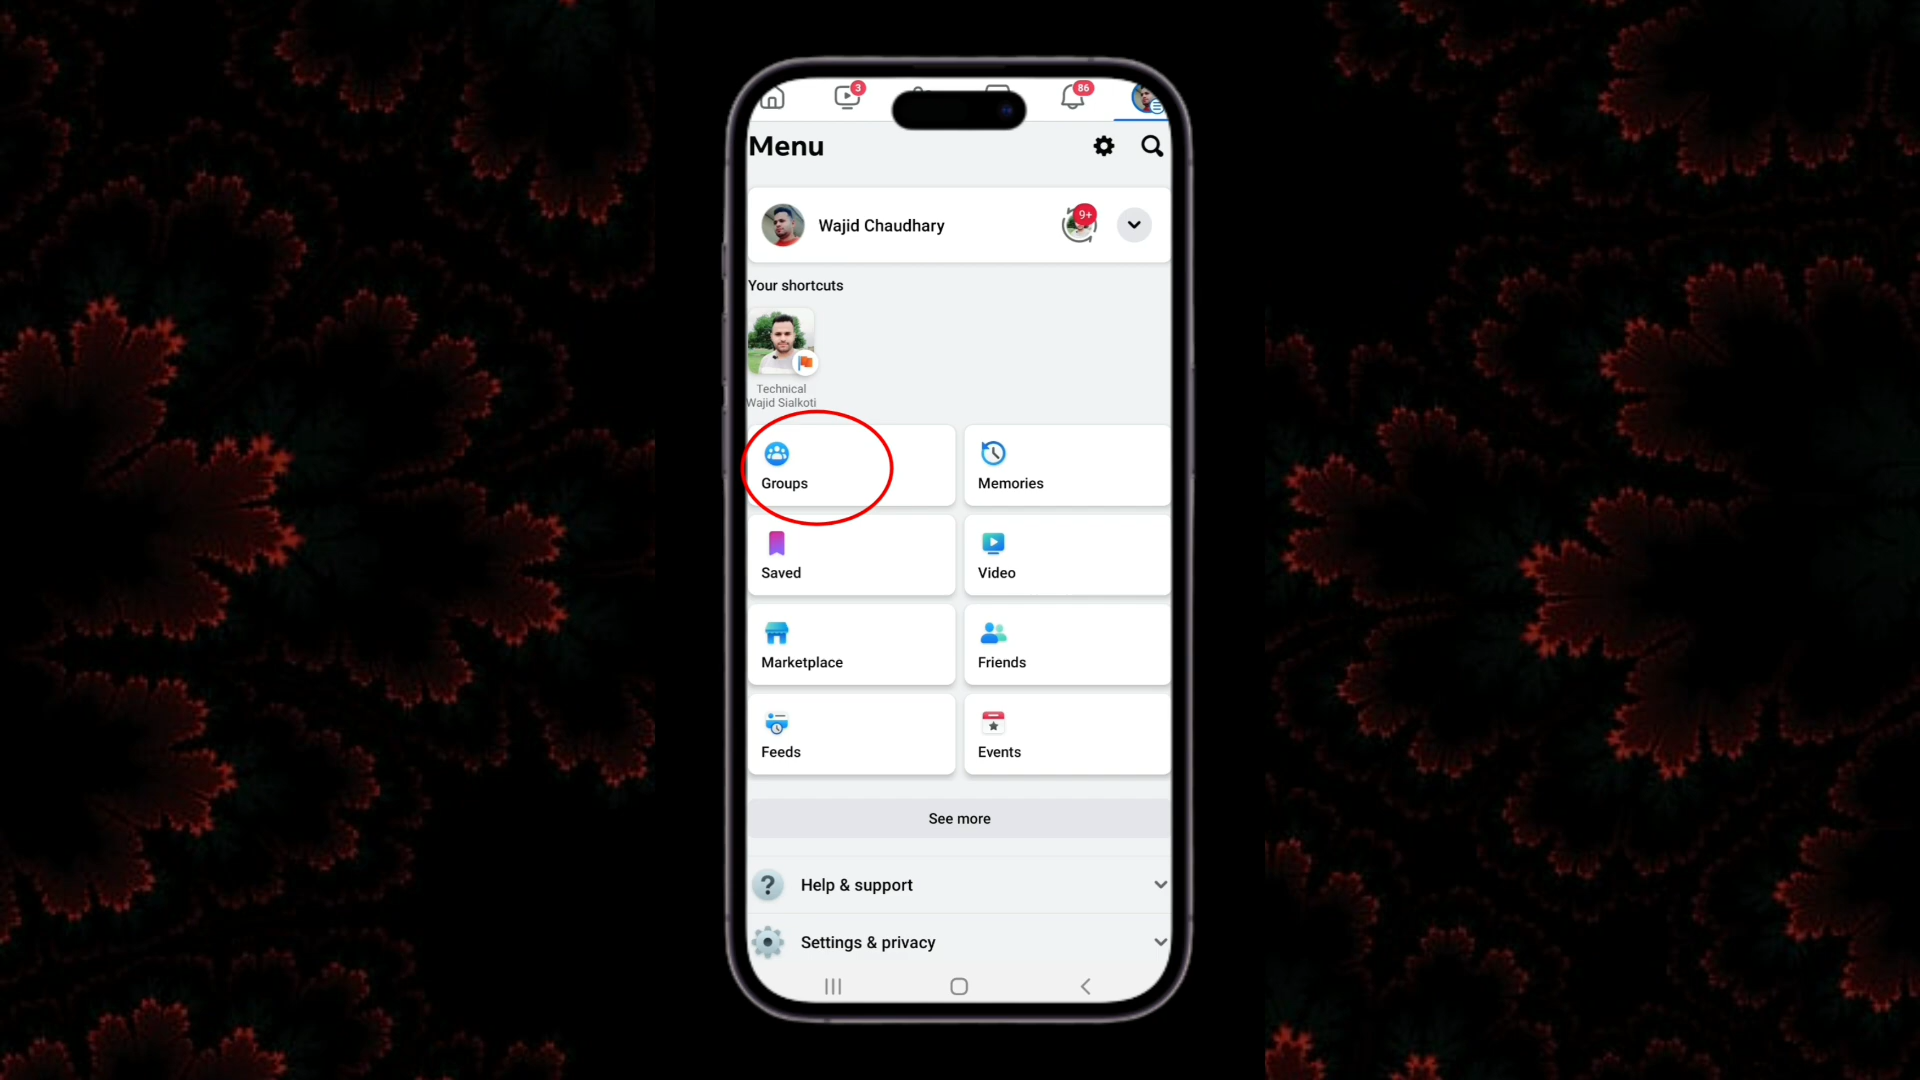 3
86
Menu
Wajid Chaudhary
9+
Your shortcuts
Technical
Wajid Sialkoti
Groups
Memories
Saved
Video
Marketplace
Friends
Feeds
Events
See more
? Help & support
Settings & privacy